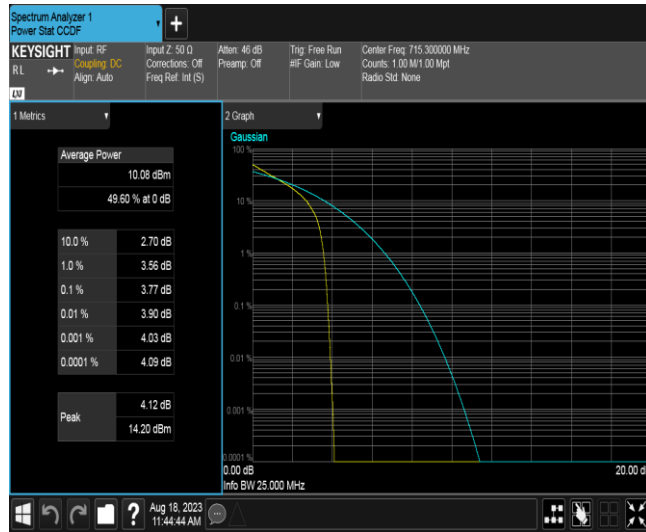 Spectrum Analyzer 1
Power Stat CCDF
+
KEYSIGHT
RL
LXI
Input: RF
Coupling: DC
Align: Auto
Input Z: 50 Ω
Corrections: Off
Freq Ref: Int (S)
Atten: 46 dB
Preamp: Off
Trig: Free Run
#IF Gain: Low
Center Freq: 715.300000 MHz
Counts: 1.00 M/1.00 Mpt
Radio Std: None
1 Metrics
Average Power
10.08 dBm
49.60 % at 0 dB
10.0 % 2.70 dB
1.0 % 3.56 dB
0.1 % 3.77 dB
0.01 % 3.90 dB
0.001 % 4.03 dB
0.0001 % 4.09 dB
Peak 4.12 dB
14.20 dBm
2 Graph
Gaussian
100 %
10 %
1 %
0.1 %
0.01 %
0.001 %
0.0001 %
0.00 dB
20.00 d
Info BW 25.000 MHz
?
Aug 18, 2023
11:44:44 AM